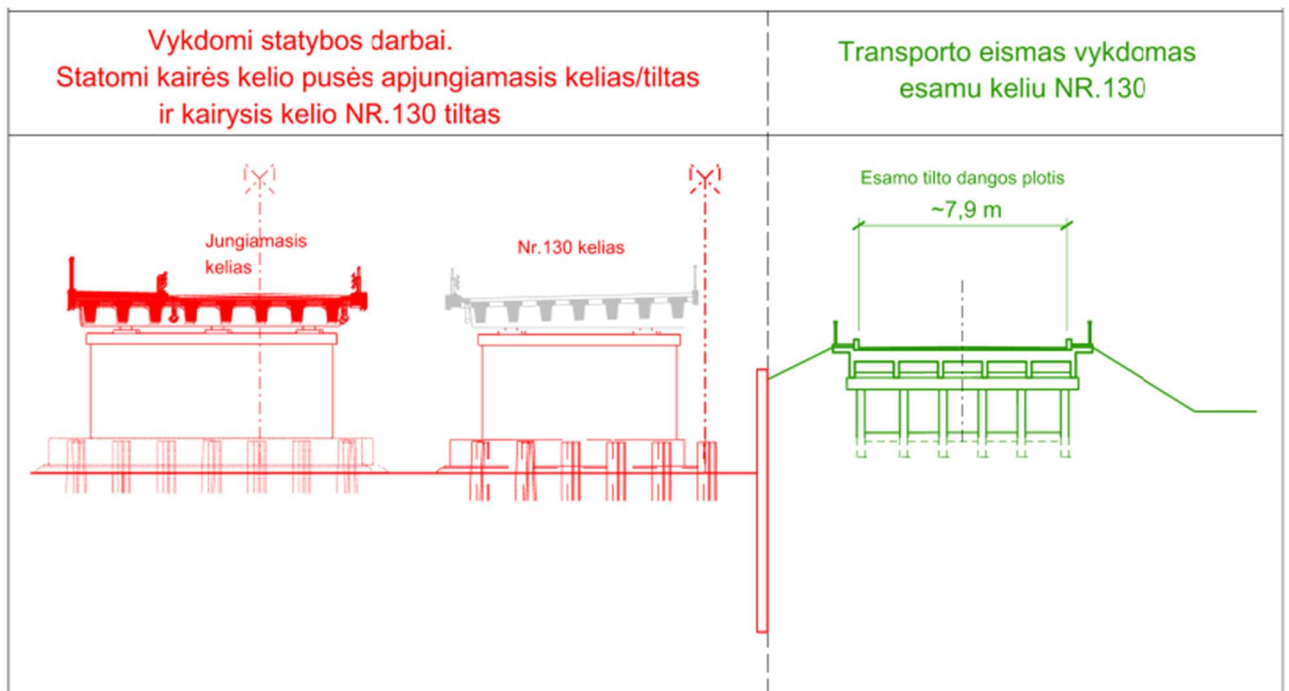 Vykdomi statybos darbai.
Statomi kairės kelio pusės apjungiamasis kelias/tiltas
ir kairysis kelio NR.130 tiltas
Transporto eismas vykdomas
esamu keliu NR.130
Jungiamasis
kelias
Nr.130 kelias
Esamo tilto dangos plotis
~7,9 m